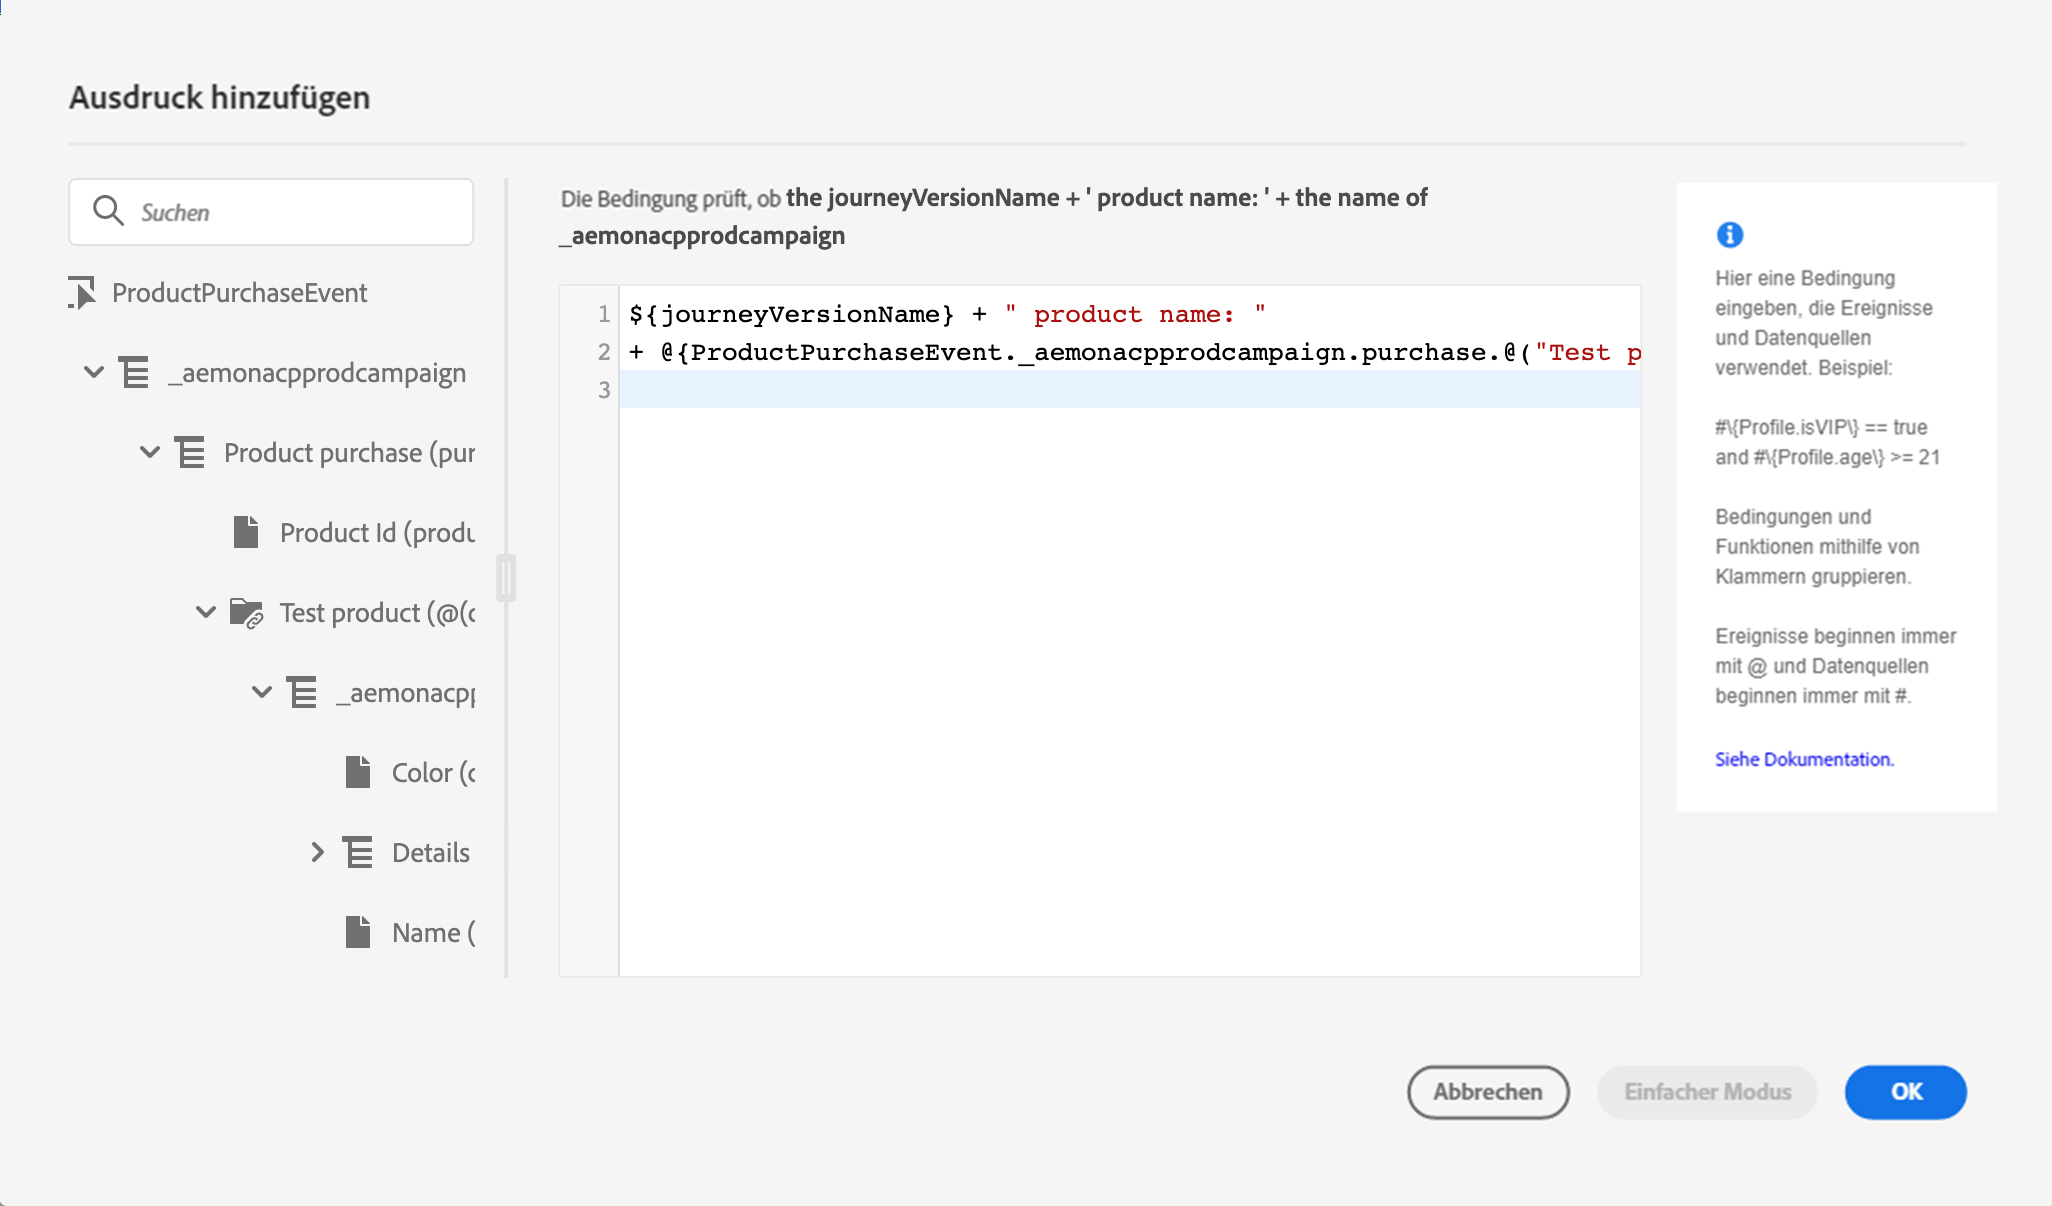 Ausdruck hinzufügen
Suchen
ProductPurchaseEvent
_aemonacpprodcampaign
Product purchase (pur
Product Id (produ
Test product (@(c
_aemonacpp
Color (c
Details
Name (
Die Bedingung prüft, ob the journeyVersionName + ' product name: ' + the name of
_aemonacpprodcampaign
1 ${journeyVersionName} + " product name: "
2 + @{ProductPurchaseEvent._aemonacpprodcampaign.purchase.@("Test p
3
Hier eine Bedingung
eingeben, die Ereignisse
und Datenquellen
verwendet. Beispiel:
#\{Profile.isVIP\} == true
and #\{Profile.age\} >= 21
Bedingungen und
Funktionen mithilfe von
Klammern gruppieren.
Ereignisse beginnen immer
mit @ und Datenquellen
beginnen immer mit #.
Siehe Dokumentation.
Abbrechen
Einfacher Modus
OK